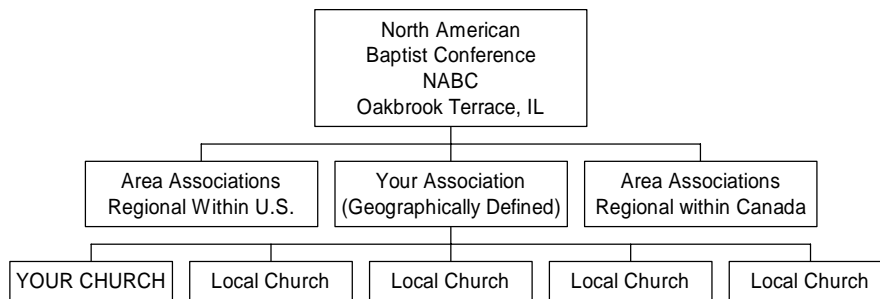 North American
Baptist Conference
NABC
Oakbrook Terrace, IL
Area Associations
Regional Within U.S.
Your Association
(Geographically Defined)
Area Associations
Regional within Canada
YOUR CHURCH
Local Church
Local Church
Local Church
Local Church